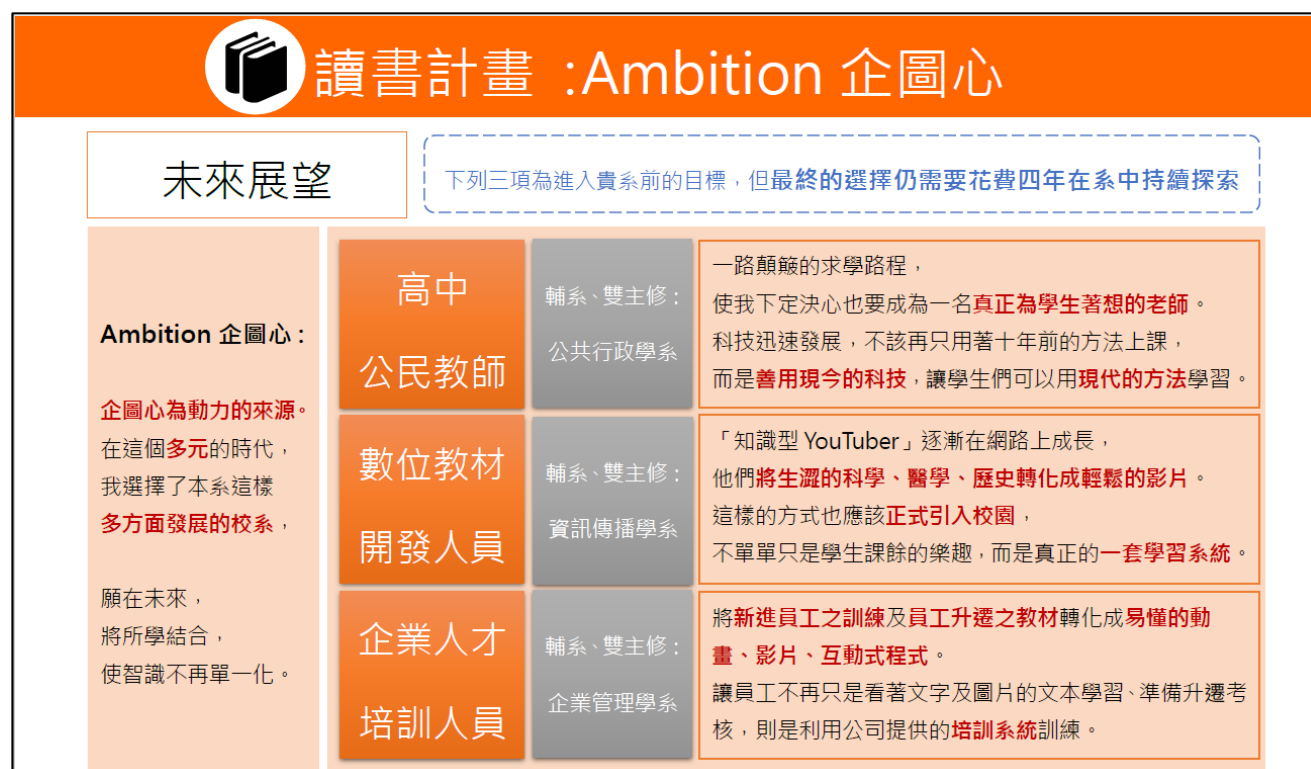 讀書計畫 :Ambition 企圖心
未來展望
下列三項為進入貴系前的目標，但最終的選擇仍需要花費四年在系中持續探索
Ambition 企圖心：
企圖心為動力的來源。
在這個多元的時代，
我選擇了本系這樣
多方面發展的校系，
願在未來，
將所學結合，
使智識不再單一化。
高中
公民教師
輔系、雙主修：
公共行政學系
一路顛簸的求學路程，
使我下定決心也要成為一名真正為學生著想的老師。
科技迅速發展，不該再只用著十年前的方法上課，
而是善用現今的科技，讓學生們可以用現代的方法學習。
數位教材
開發人員
輔系、雙主修：
資訊傳播學系
「知識型 YouTuber」逐漸在網路上成長，
他們將生澀的科學、醫學、歷史轉化成輕鬆的影片。
這樣的方式也應該正式引入校園，
不單單只是學生課餘的樂趣，而是真正的一套學習系統。
企業人才
培訓人員
輔系、雙主修：
企業管理學系
將新進員工之訓練及員工升遷之教材轉化成易懂的動
畫、影片、互動式程式。
讓員工不再只是看著文字及圖片的文本學習、準備升遷考
核，則是利用公司提供的培訓系統訓練。